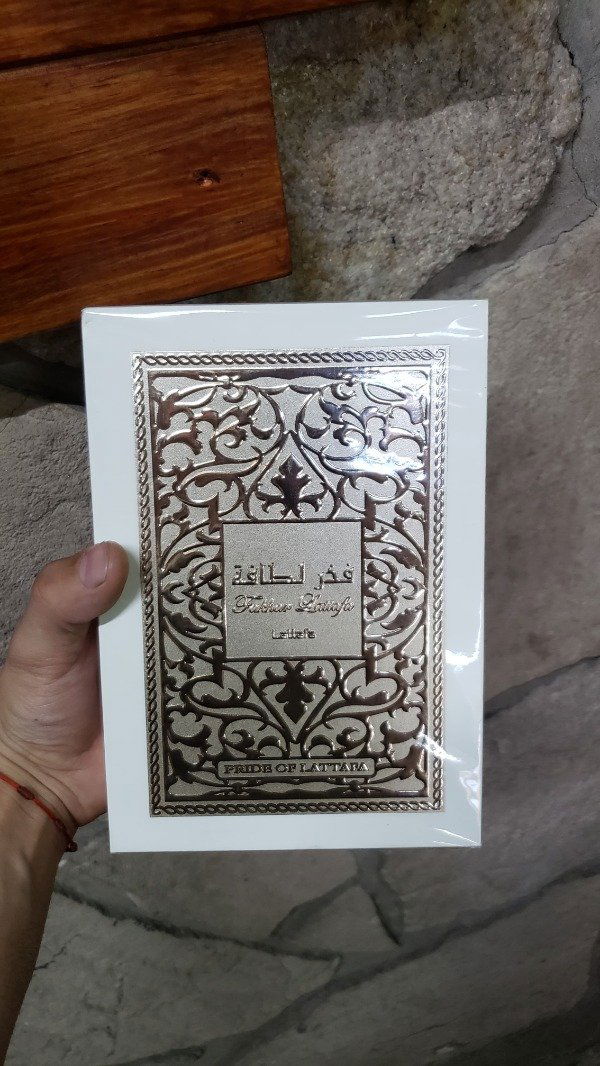 فخر لطافة
Fakhar Lattafa
Lattafa
PRIDE OF LATTAFA